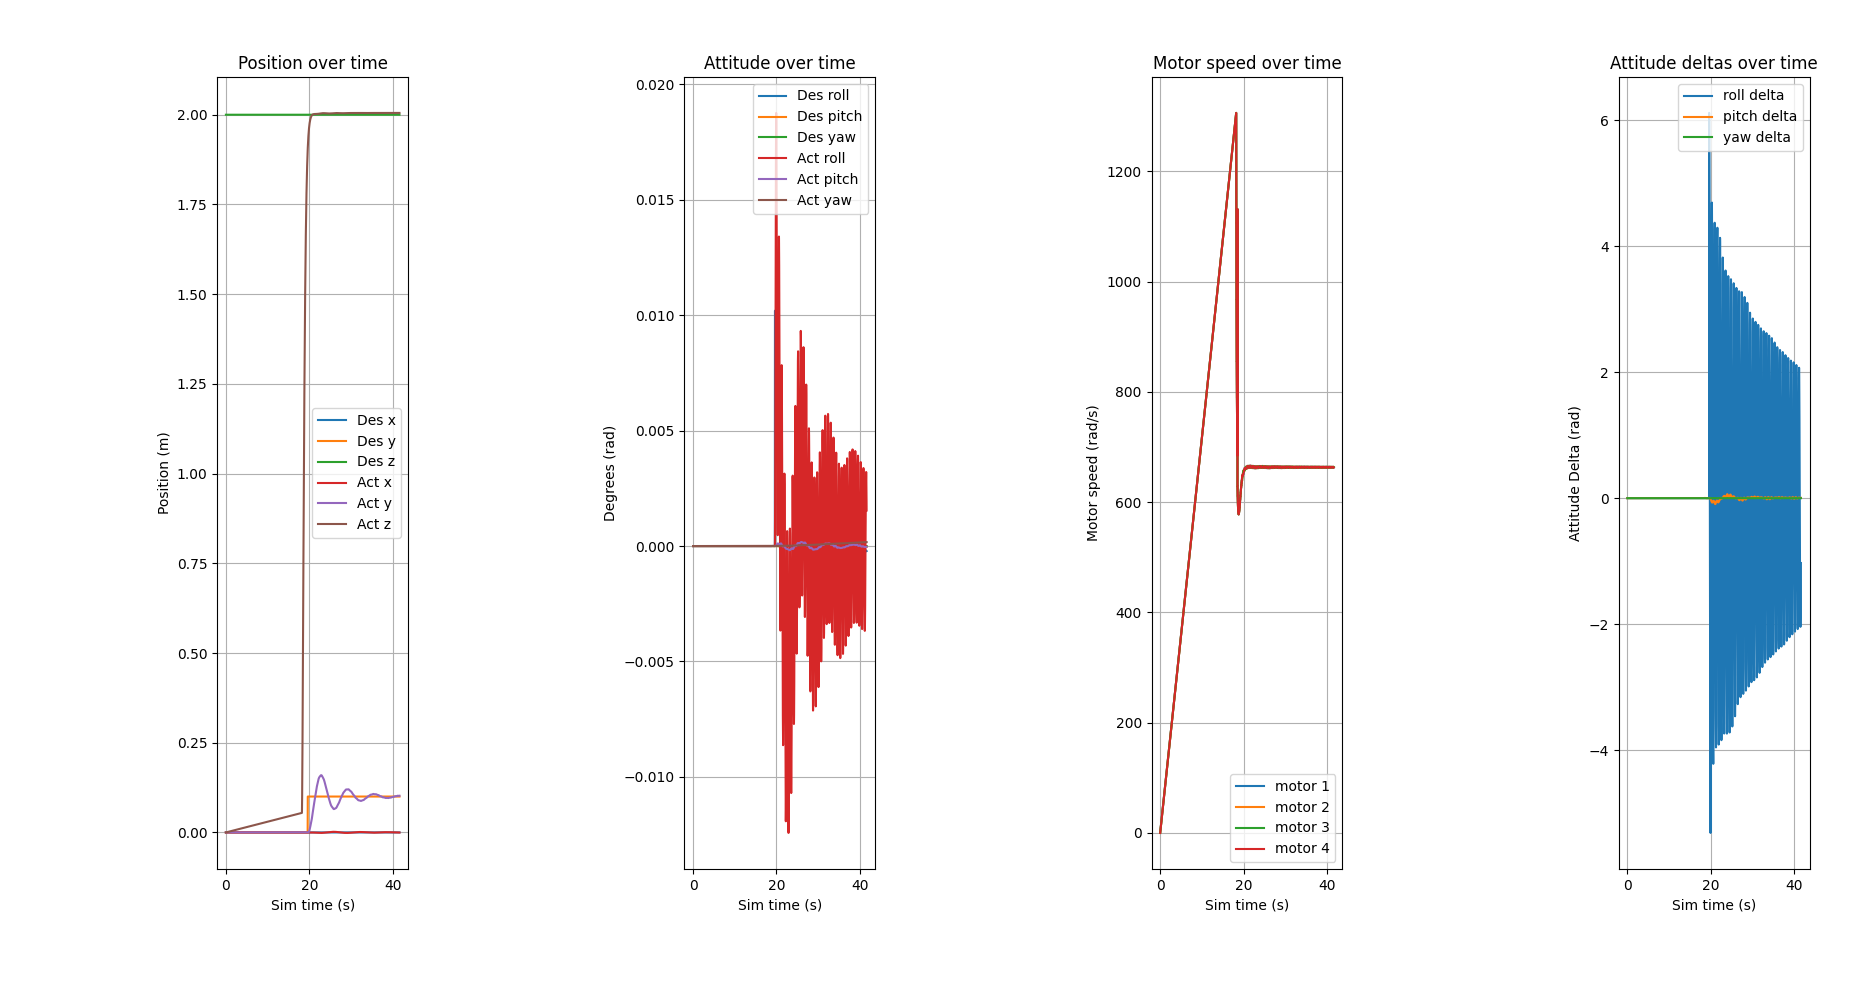 Position over time
Position (m)
2.00
1.75
1.50
1.25
1.00
0.75
0.50
0.25
0.00
Des x
Des y
Des z
Act x
Act y
Act z
0 20 40
Sim time (s)
Attitude over time
Degrees (rad)
0.020
0.015
0.010
0.005
0.000
−0.005
−0.010
Des roll
Des pitch
Des yaw
Act roll
Act pitch
Act yaw
0 20 40
Sim time (s)
Motor speed over time
Motor speed (rad/s)
1200
1000
800
600
400
200
0
motor 1
motor 2
motor 3
motor 4
0 20 40
Sim time (s)
Attitude deltas over time
Attitude Delta (rad)
6
4
2
0
−2
−4
roll delta
pitch delta
yaw delta
0 20 40
Sim time (s)